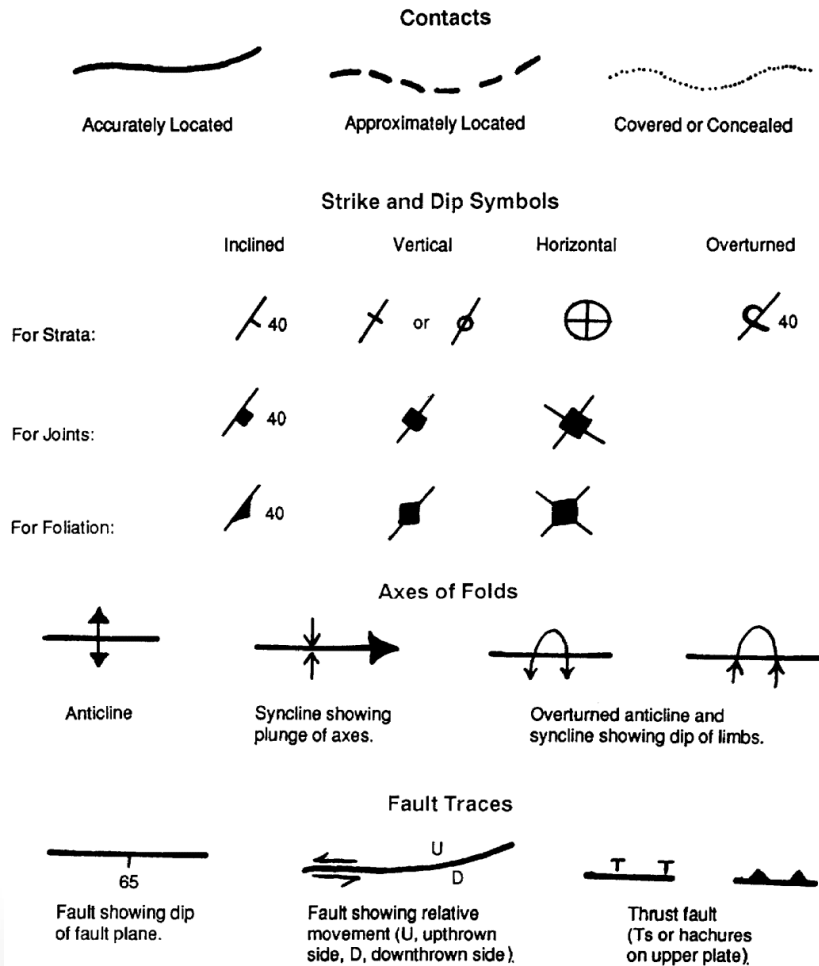 Contacts
Accurately Located
Approximately Located
Covered or Concealed
Strike and Dip Symbols
Inclined
Vertical
Horizontal
Overturned
For Strata:
40
or
40
For Joints:
40
For Foliation:
40
Axes of Folds
Anticline
Syncline showing
plunge of axes.
Overturned anticline and
syncline showing dip of limbs.
Fault Traces
65
Fault showing dip
of fault plane.
U
D
Fault showing relative
movement (U, upthrown
side, D, downthrown side).
T T
Thrust fault
(Ts or hachures
on upper plate).